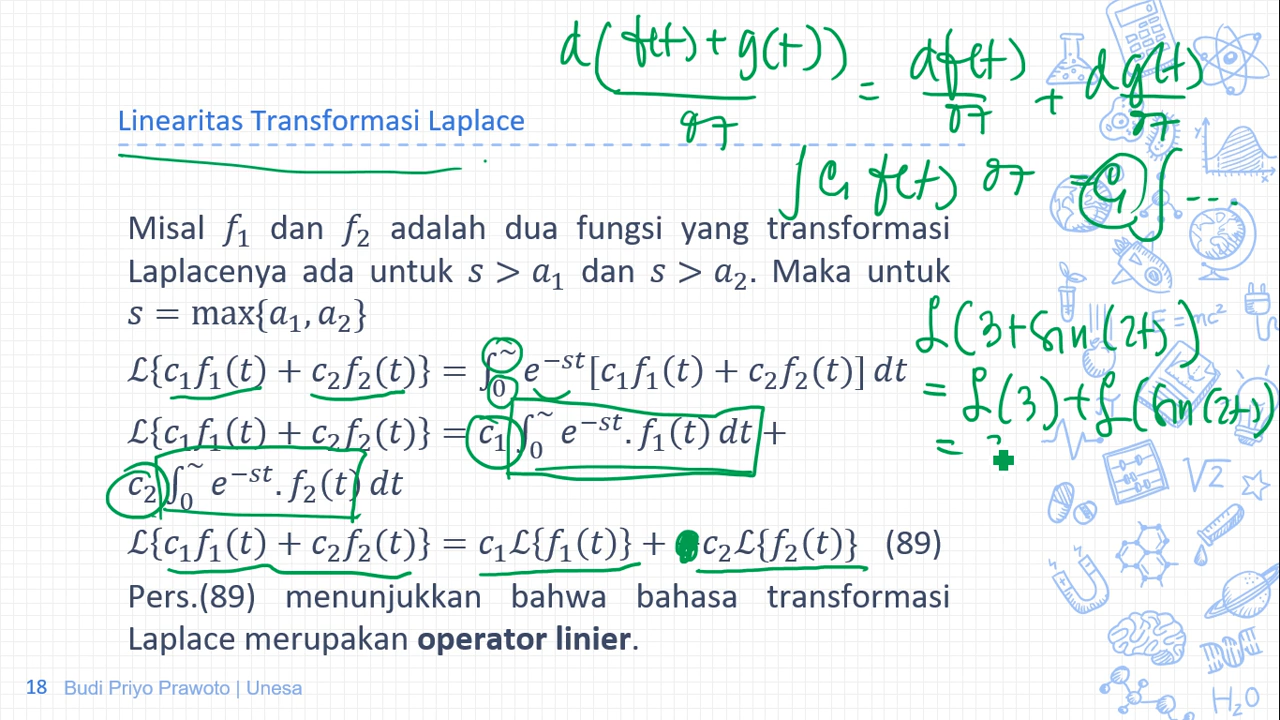 d(f(t) + g(t)) / dt = df(t)/dt + dg(t)/dt
Linearitas Transformasi Laplace
∫ C₁ f(t) dt = C₁ ∫ ...
Misal f₁ dan f₂ adalah dua fungsi yang transformasi
Laplacenya ada untuk s > a₁ dan s > a₂. Maka untuk
s = max{a₁, a₂}
ℒ{c₁f₁(t) + c₂f₂(t)} = ∫₀~ e⁻ˢᵗ[c₁f₁(t) + c₂f₂(t)] dt
ℒ{c₁f₁(t) + c₂f₂(t)} = c₁ ∫₀~ e⁻ˢᵗ. f₁(t) dt +
c₂ ∫₀~ e⁻ˢᵗ. f₂(t) dt
ℒ{c₁f₁(t) + c₂f₂(t)} = c₁ℒ{f₁(t)} + c₂ℒ{f₂(t)} (89)
Pers.(89) menunjukkan bahwa bahasa transformasi
Laplace merupakan operator linier.
ℒ(3+sin(2t)
= ℒ(3) + ℒ(sin(2t))
=
=mc²
√2
H₂O
18 Budi Priyo Prawoto | Unesa